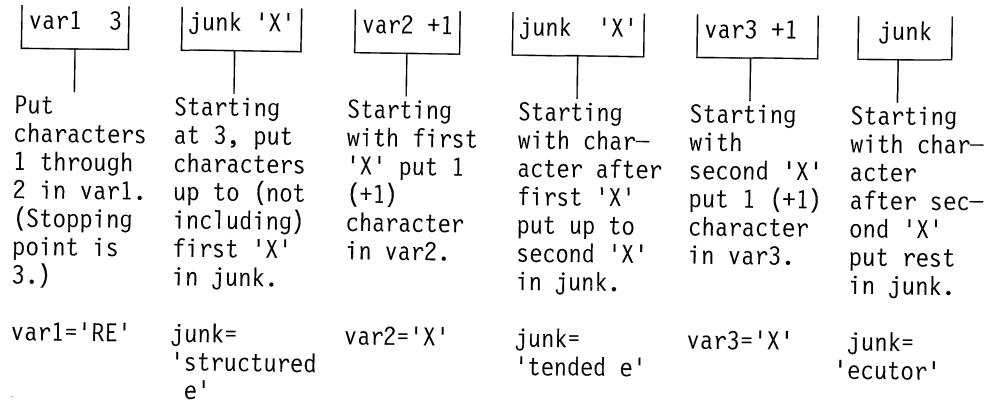 var1 3
junk 'X'
var2 +1
junk 'X'
var3 +1
junk
Put
characters
1 through
2 in var1.
(Stopping
point is
3.)
Starting
at 3, put
characters
up to (not
including)
first 'X'
in junk.
Starting
with first
'X' put 1
(+1)
character
in var2.
Starting
with char—
acter after
first 'X'
put up to
second 'X'
in junk.
Starting
with
second 'X'
put 1 (+1)
character
in var3.
Starting
with char—
acter
after sec—
ond 'X'
put rest
in junk.
var1='RE'
junk=
'structured
e'
var2='X'
junk=
'tended e'
var3='X'
junk=
'ecutor'